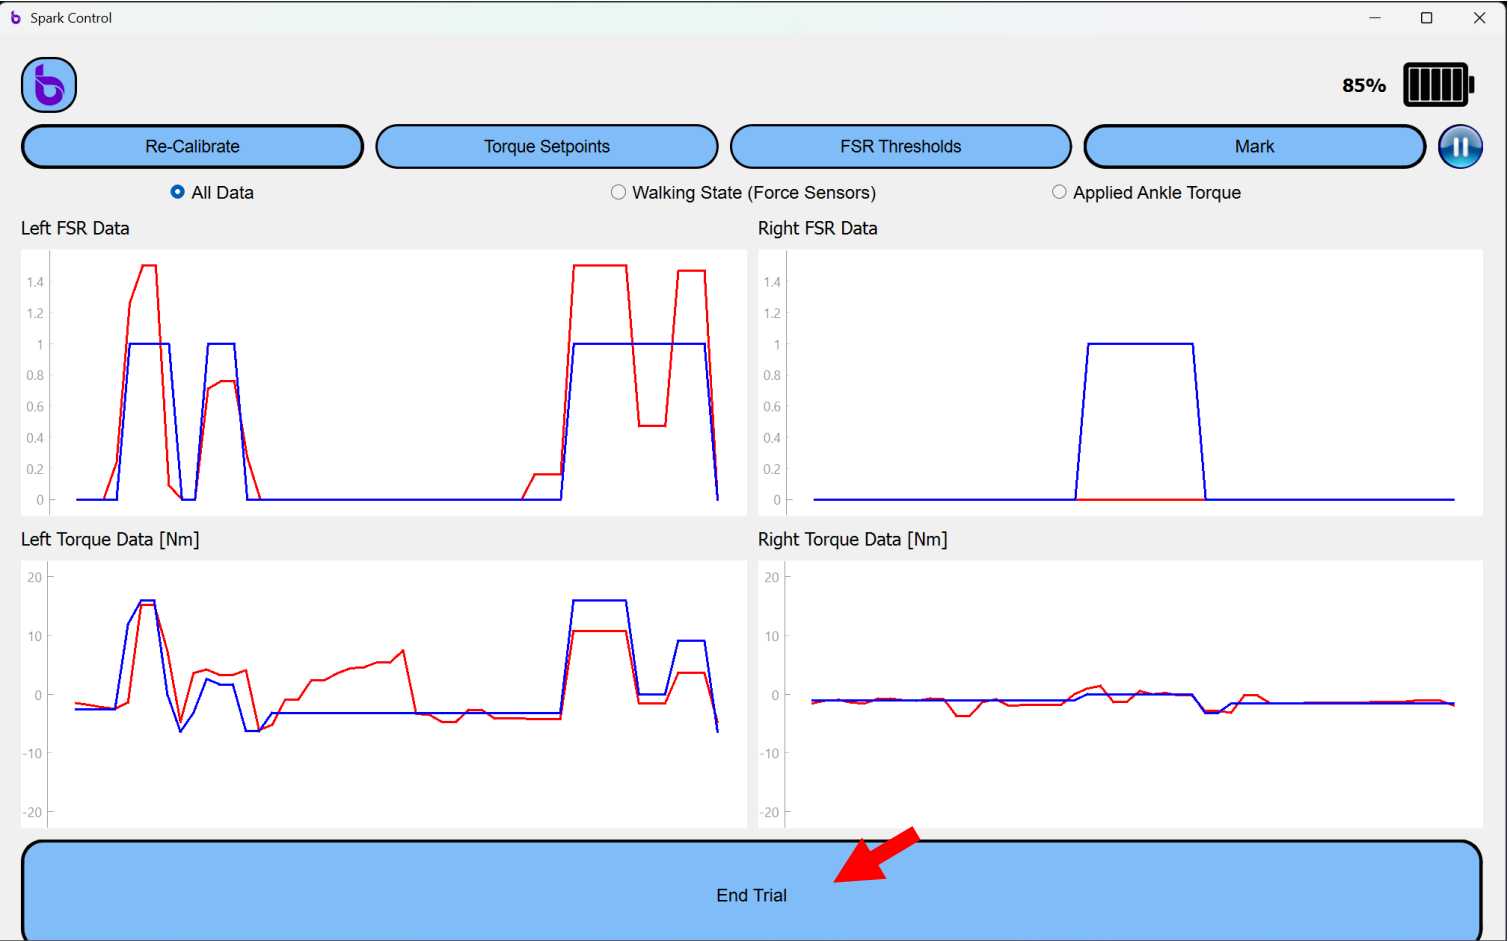 Spark Control
85%
Re-Calibrate
Torque Setpoints
FSR Thresholds
Mark
All Data
Walking State (Force Sensors)
Applied Ankle Torque
Left FSR Data
1.4
1.2
1
0.8
0.6
0.4
0.2
0
Right FSR Data
1.4
1.2
1
0.8
0.6
0.4
0.2
0
Left Torque Data [Nm]
20
10
0
-10
-20
Right Torque Data [Nm]
20
10
0
-10
-20
End Trial